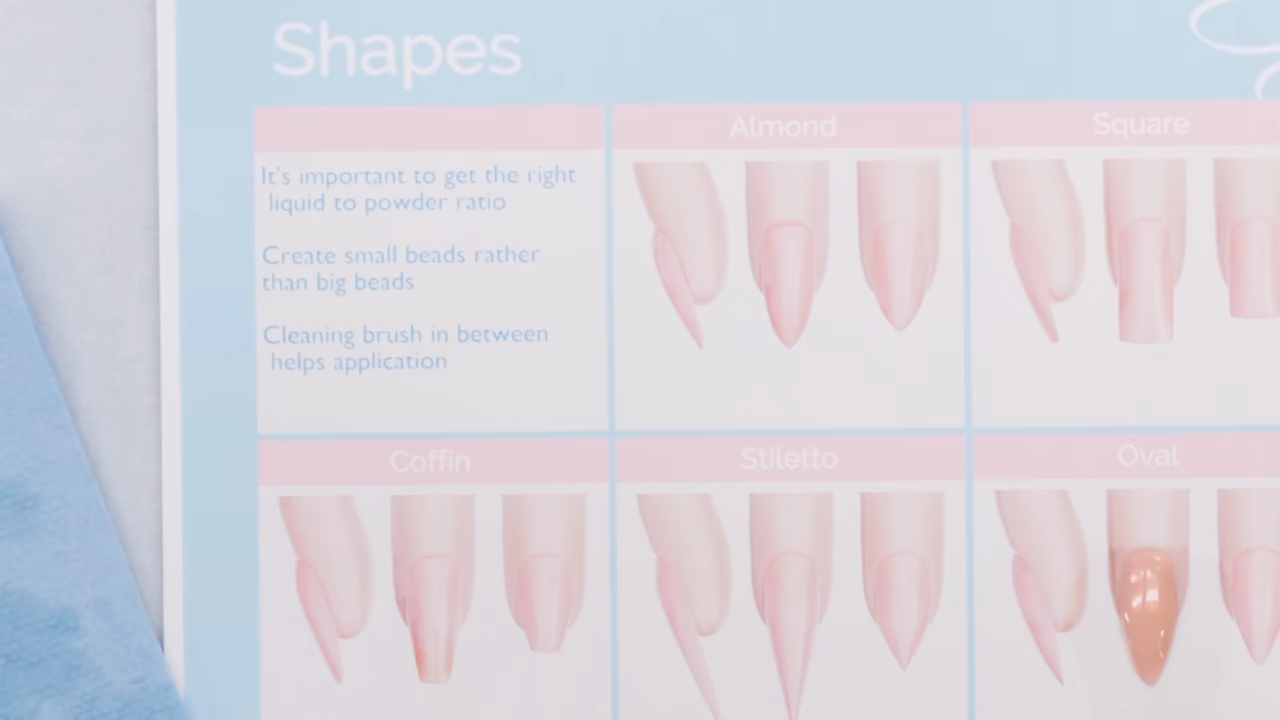 Shapes
It's important to get the right
liquid to powder ratio
Create small beads rather
than big beads
Cleaning brush in between
helps application
Almond
Square
Coffin
Stiletto
Oval